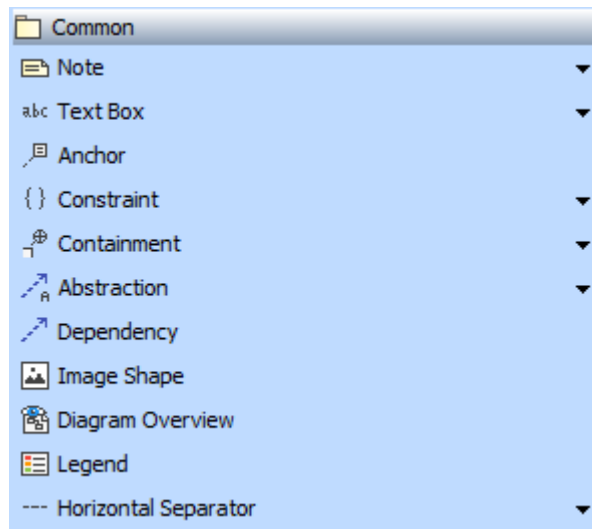 Common
Note
abc Text Box
Anchor
{ } Constraint
Containment
A Abstraction
Dependency
Image Shape
Diagram Overview
Legend
--- Horizontal Separator